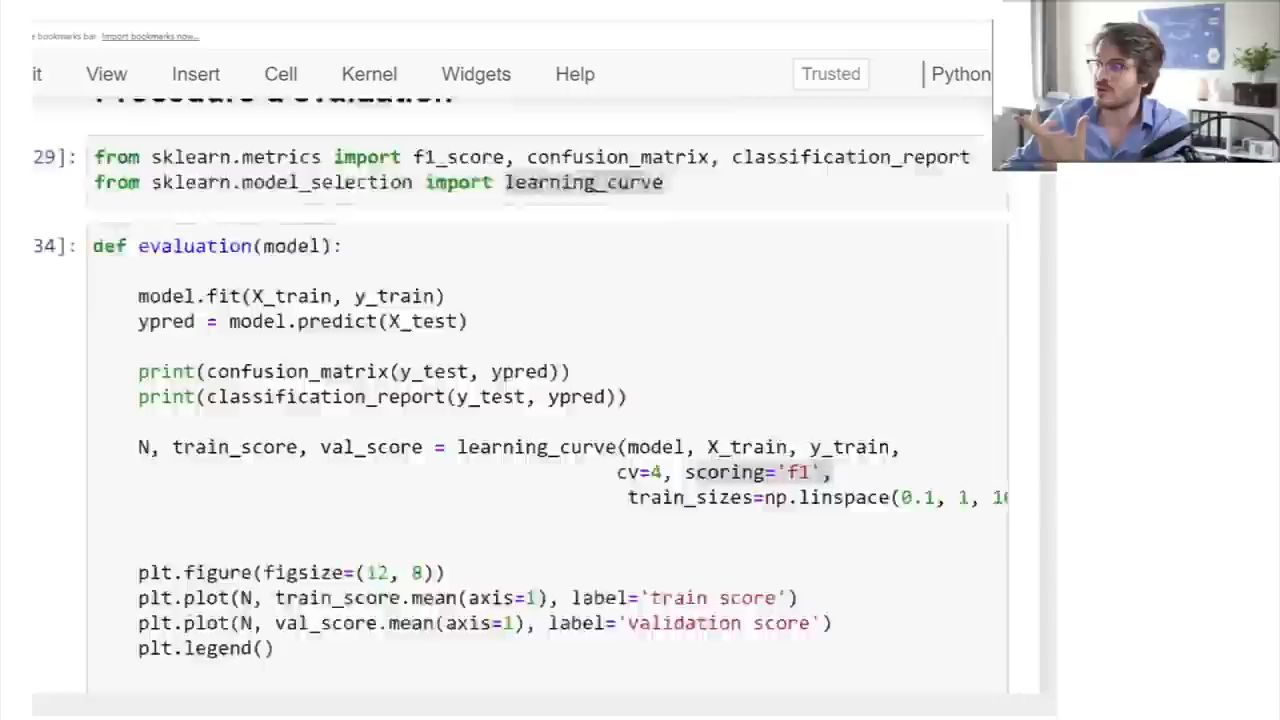 e bookmarks bar. Import bookmarks now...
it View Insert Cell Kernel Widgets Help Trusted Python
29]: from sklearn.metrics import f1_score, confusion_matrix, classification_report
from sklearn.model_selection import learning_curve
34]: def evaluation(model):
model.fit(X_train, y_train)
ypred = model.predict(X_test)
print(confusion_matrix(y_test, ypred))
print(classification_report(y_test, ypred))
N, train_score, val_score = learning_curve(model, X_train, y_train,
cv=4, scoring='f1',
train_sizes=np.linspace(0.1, 1, 10
plt.figure(figsize=(12, 8))
plt.plot(N, train_score.mean(axis=1), label='train score')
plt.plot(N, val_score.mean(axis=1), label='validation score')
plt.legend()